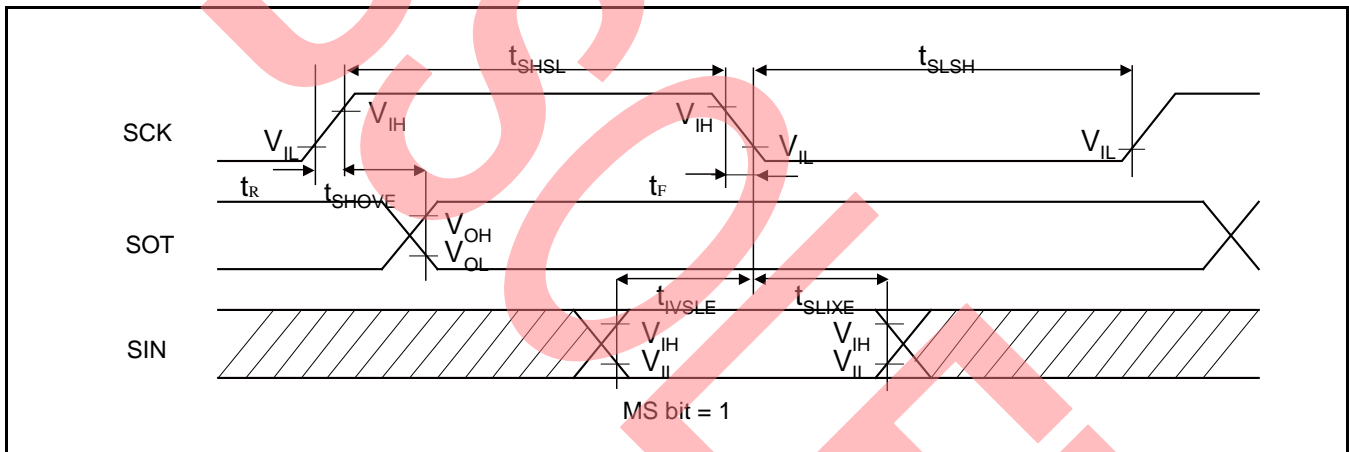 tSHSL
tSLSH
SCK
VIH
VIH
VIL
VIL
VIL
tR
tSHOVE
tF
SOT
VOH
VOL
tIVSLE
tSLIXE
SIN
VIH
VIH
VIL
VIL
MS bit = 1